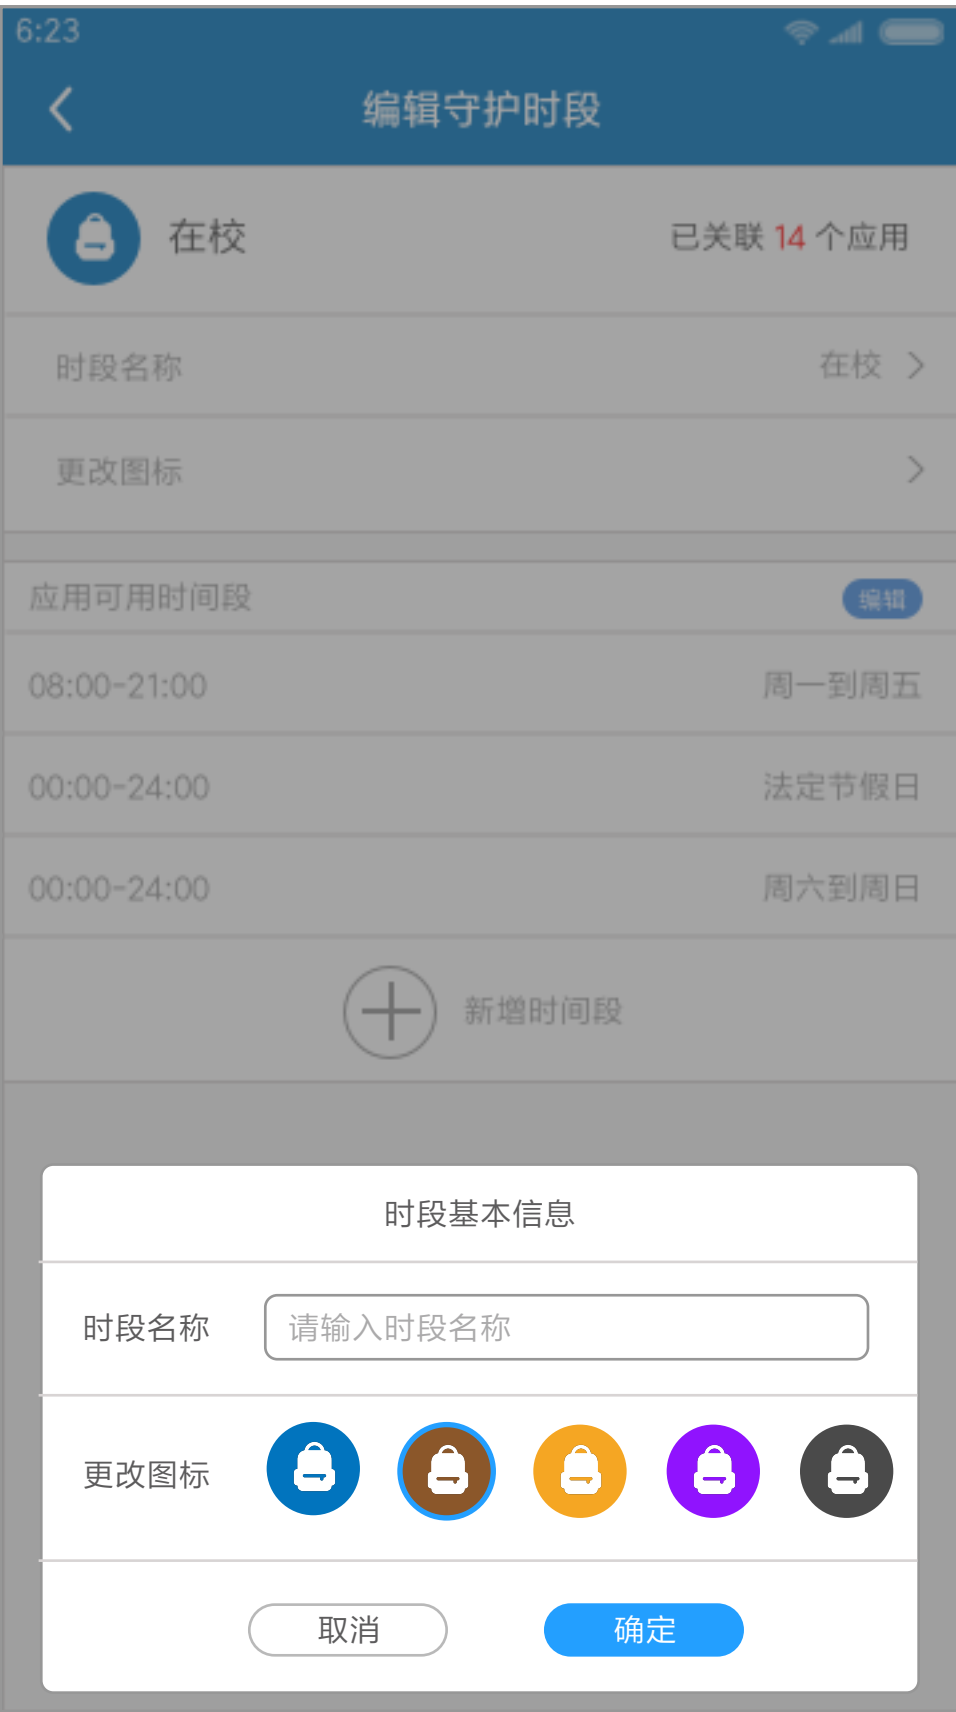 6:23
编辑守护时段
在校 已关联 14 个应用
时段名称 在校
更改图标
应用可用时间段 编辑
08:00-21:00 周一到周五
00:00-24:00 法定节假日
00:00-24:00 周六到周日
新增时间段
时段基本信息
时段名称 请输入时段名称
更改图标
取消 确定